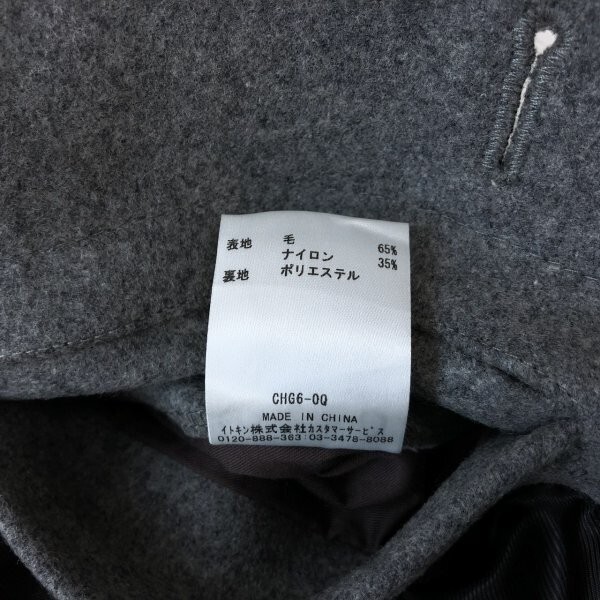 表地 毛 65%
ナイロン 35%
裏地 ポリエステル
CHG6-0Q
MADE IN CHINA
イトキン株式会社カスタマーサービス
0120-888-363 03-3478-8088